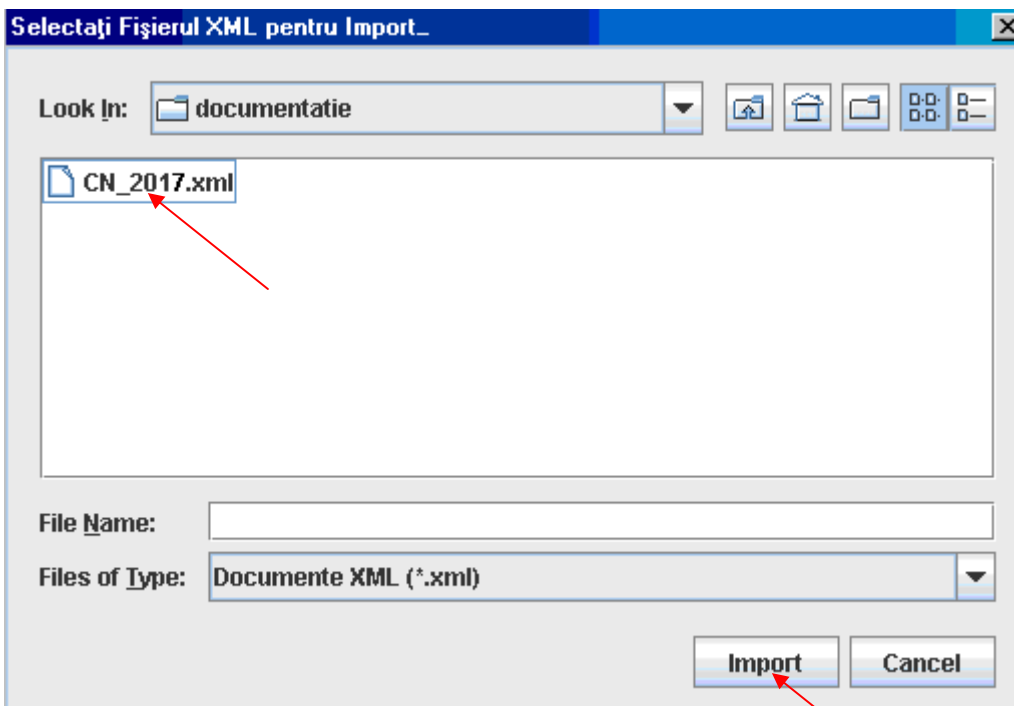 Selectaţi Fişierul XML pentru Import_
Look In: documentatie
CN_2017.xml
File Name:
Files of Type: Documente XML (*.xml)
Import Cancel